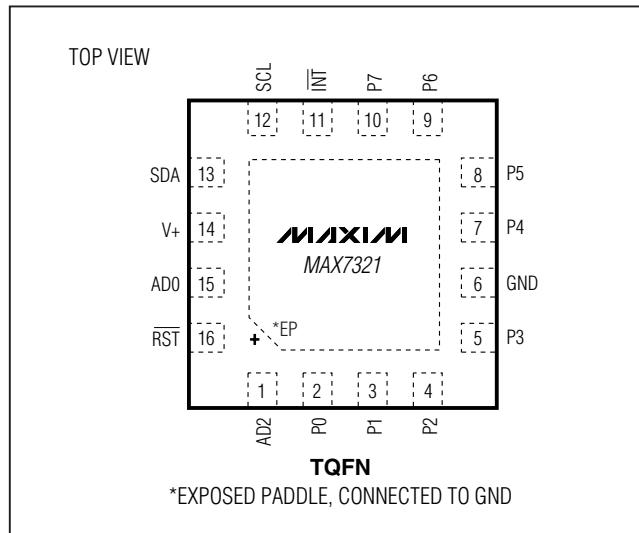 TOP VIEW
SCL
INT
P7
P6
12
11
10
9
SDA
13
8
P5
V+
14
MAXIM
7
P4
MAX7321
AD0
15
6
GND
RST
16
+
*EP
5
P3
1
2
3
4
AD2
P0
P1
P2
TQFN
*EXPOSED PADDLE, CONNECTED TO GND